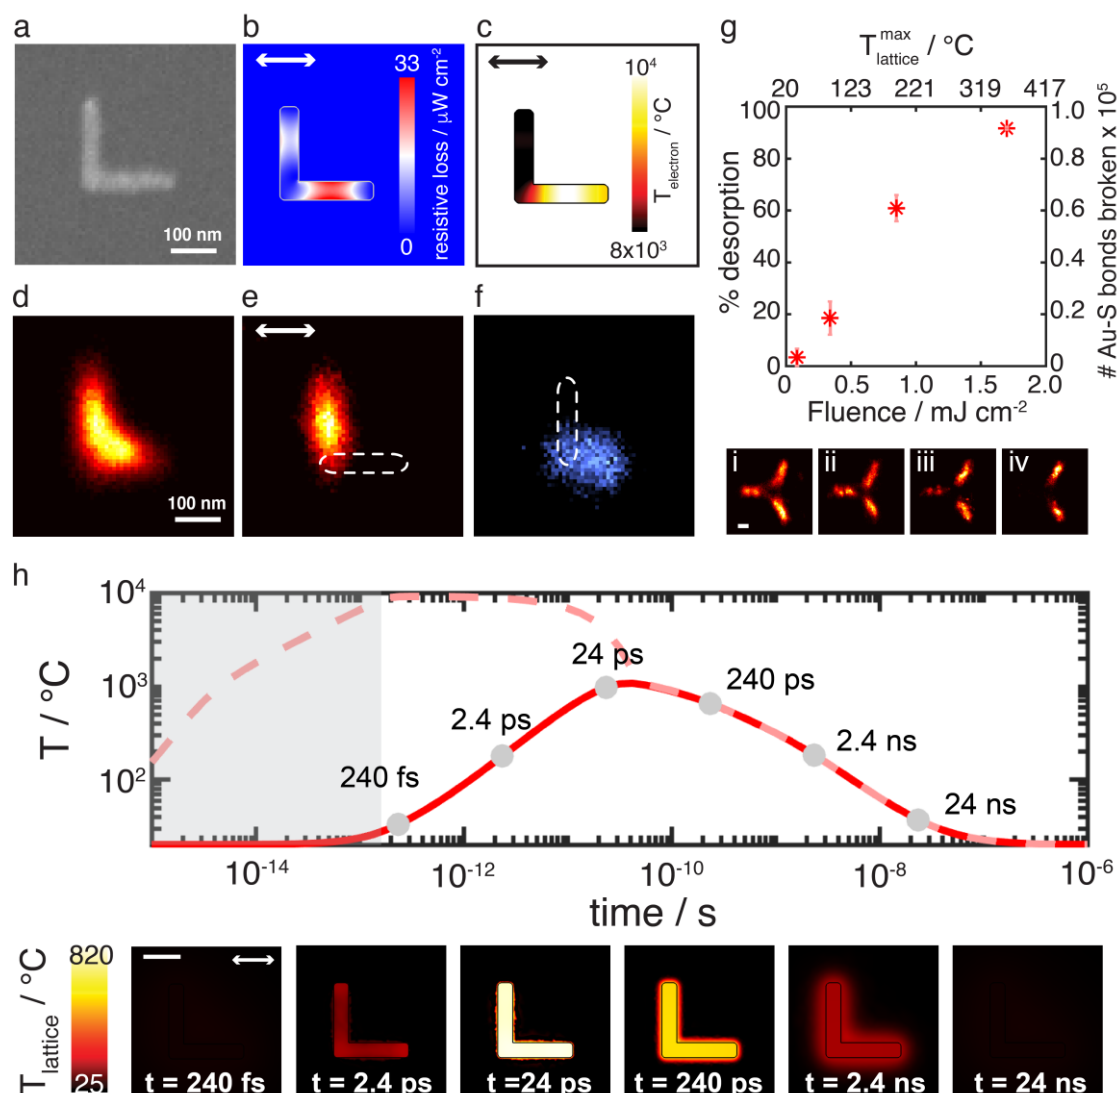 a
100 nm
b
33
0
resistive loss / μW cm⁻²
c
10⁴
8x10³
T electron / °C
d
100 nm
e
f
g
T max lattice / °C
20 123 221 319 417
100
80
60
40
20
0
% desorption
1.0
0.8
0.6
0.4
0.2
0
# Au-S bonds broken x 10⁵
0 0.5 1.0 1.5 2.0
Fluence / mJ cm⁻²
i ii iii iv
h
10⁴
10³
10²
T / °C
240 fs
2.4 ps
24 ps
240 ps
2.4 ns
24 ns
10⁻¹⁴ 10⁻¹² 10⁻¹⁰ 10⁻⁸ 10⁻⁶
time / s
T lattice / °C
820
25
t = 240 fs
t = 2.4 ps
t =24 ps
t = 240 ps
t = 2.4 ns
t = 24 ns